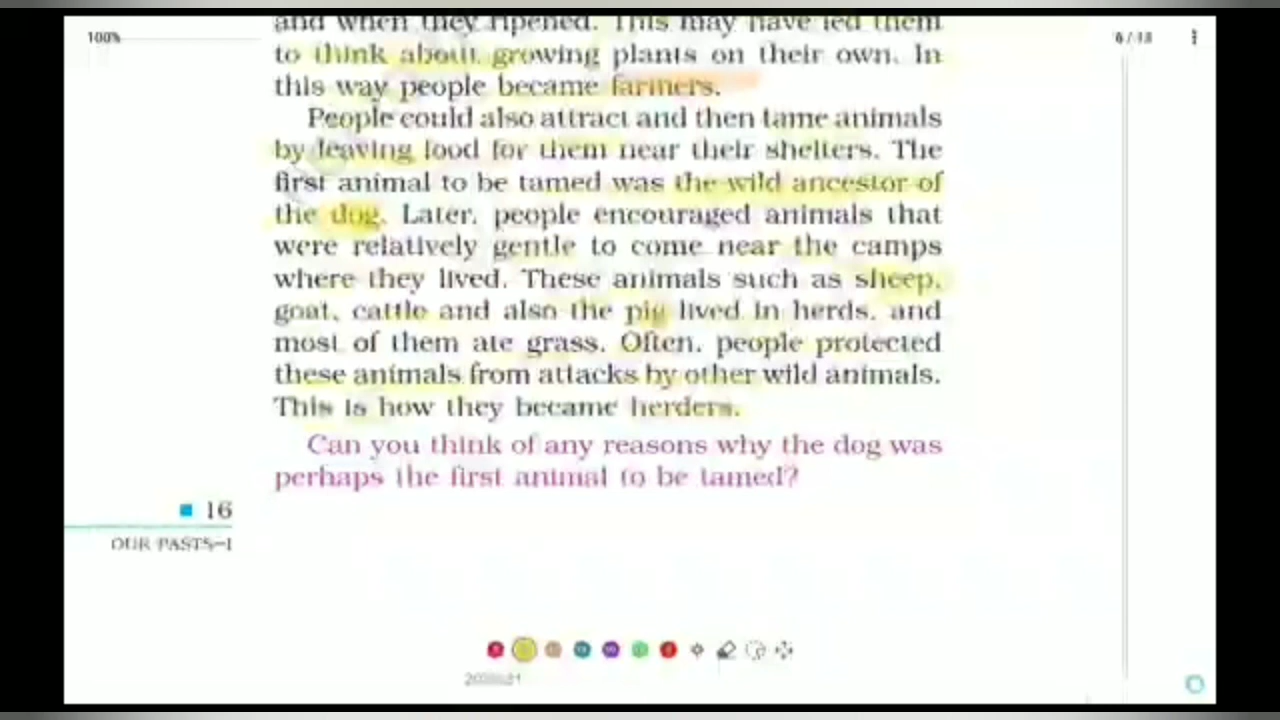 100%
6 / 13
and when they ripened. This may have led them
to think about growing plants on their own. In
this way people became farmers.
People could also attract and then tame animals
by leaving food for them near their shelters. The
first animal to be tamed was the wild ancestor of
the dog. Later, people encouraged animals that
were relatively gentle to come near the camps
where they lived. These animals such as sheep,
goat, cattle and also the pig lived in herds, and
most of them ate grass. Often, people protected
these animals from attacks by other wild animals.
This is how they became herders.
Can you think of any reasons why the dog was
perhaps the first animal to be tamed?
16
OUR PASTS–I